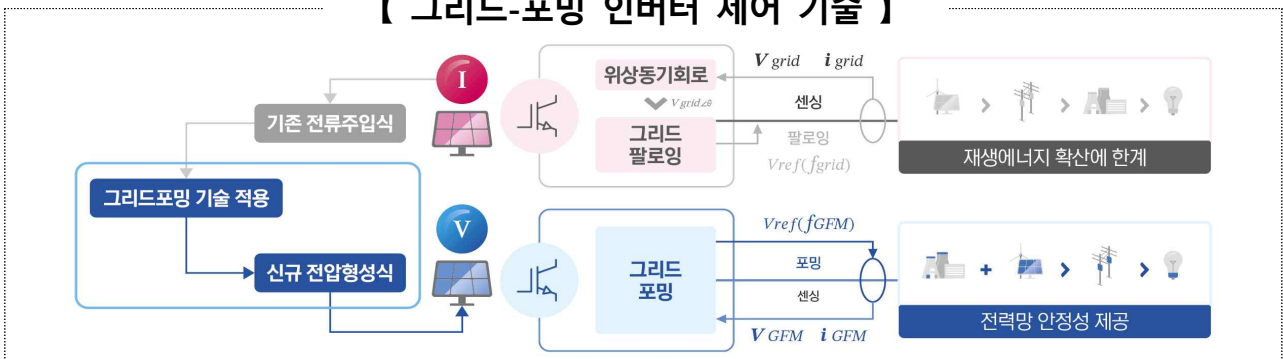 【 그리드-포밍 인버터 제어 기술 】
I
기존 전류주입식
위상동기회로
V grid∠θ
그리드
팔로잉
V grid i grid
센싱
팔로잉
Vref(fgrid)
재생에너지 확산에 한계
그리드포밍 기술 적용
신규 전압형성식
V
그리드
포밍
Vref(fGFM)
포밍
센싱
V GFM i GFM
전력망 안정성 제공